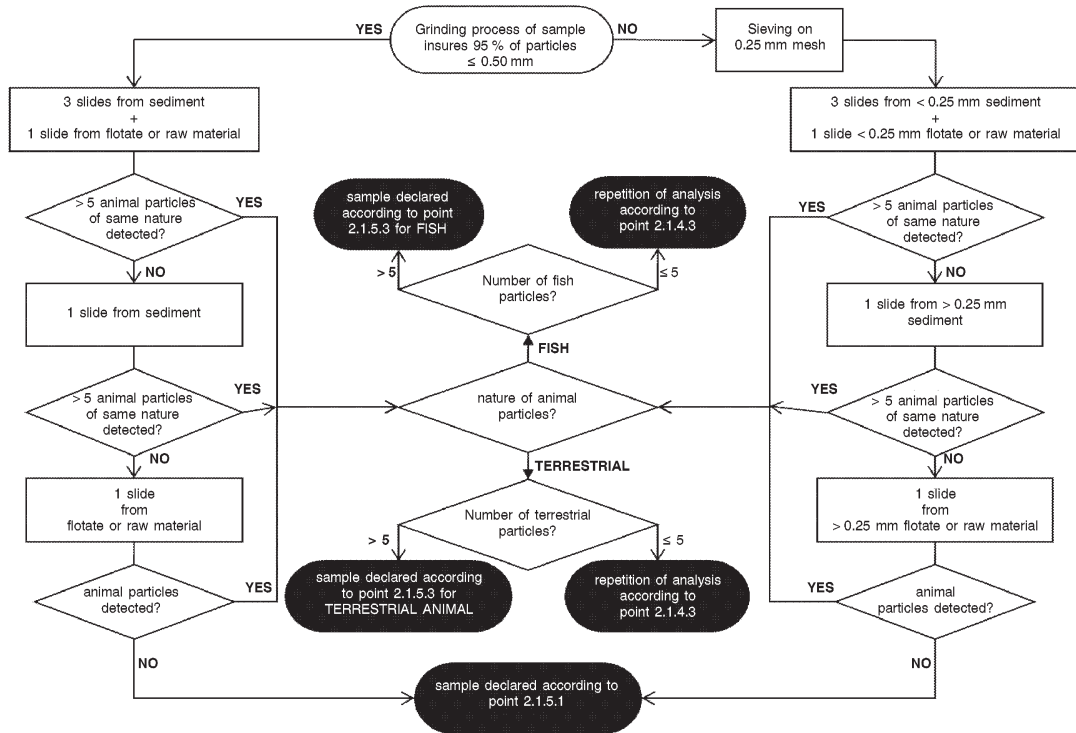 YES
Grinding process of sample
insures 95 % of particles
≤ 0.50 mm
NO
Sieving on
0.25 mm mesh
3 slides from sediment
+
1 slide from flotate or raw material
3 slides from < 0.25 mm sediment
+
1 slide < 0.25 mm flotate or raw material
> 5 animal particles
of same nature
detected?
YES
NO
sample declared
according to point
2.1.5.3 for FISH
repetition of analysis
according to
point 2.1.4.3
YES
> 5 animal particles
of same nature
detected?
NO
> 5
Number of fish
particles?
≤ 5
1 slide from sediment
1 slide from > 0.25 mm
sediment
FISH
> 5 animal particles
of same nature
detected?
YES
NO
nature of animal
particles?
YES
> 5 animal particles
of same nature
detected?
NO
TERRESTRIAL
1 slide
from
flotate or raw material
Number of terrestrial
particles?
1 slide
from
> 0.25 mm flotate or raw material
> 5
≤ 5
sample declared according
to point 2.1.5.3 for
TERRESTRIAL ANIMAL
repetition of analysis
according to
point 2.1.4.3
animal particles
detected?
YES
NO
YES
animal
particles detected?
NO
sample declared according to
point 2.1.5.1